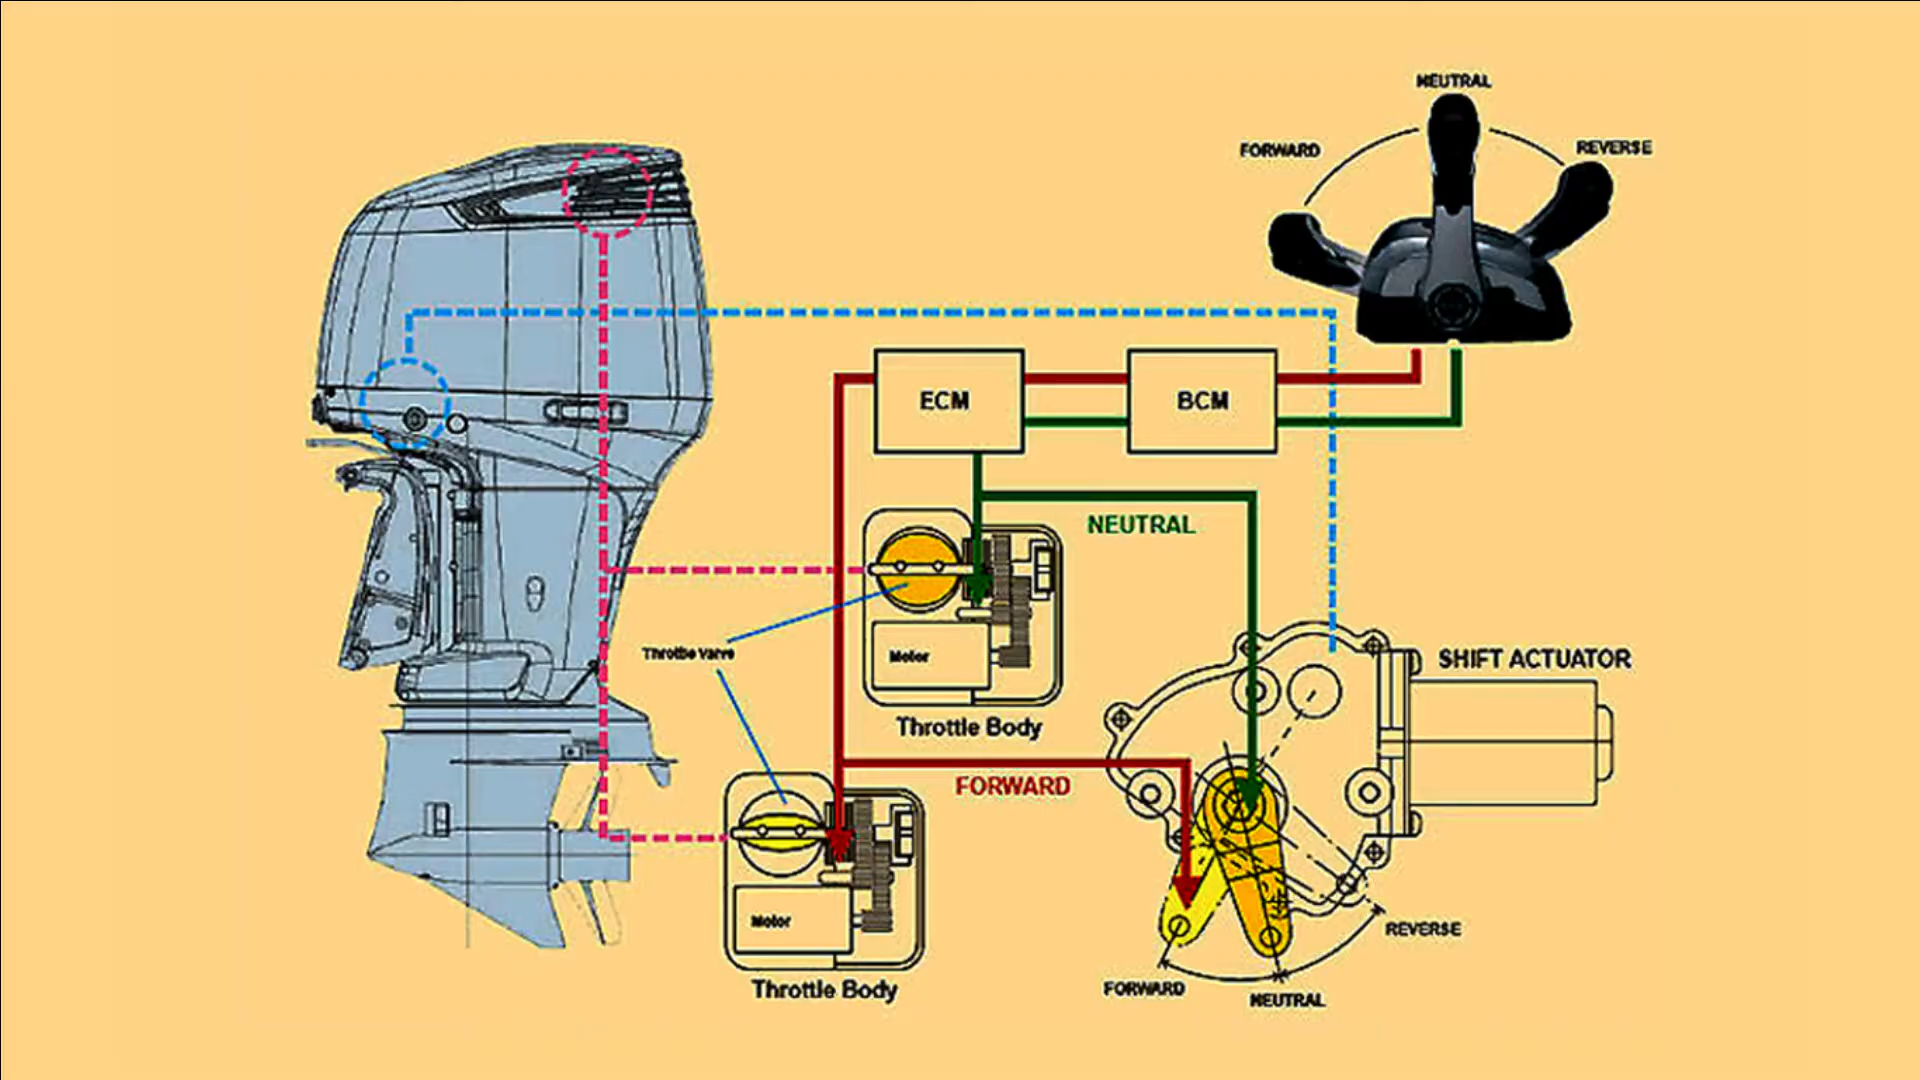 NEUTRAL
FORWARD
REVERSE
ECM
BCM
NEUTRAL
Throttle Valve
Motor
SHIFT ACTUATOR
Throttle Body
FORWARD
Motor
REVERSE
Throttle Body
FORWARD
NEUTRAL